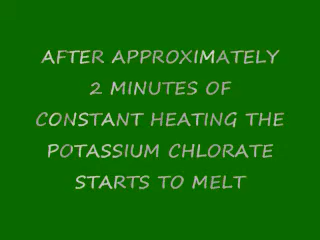 AFTER APPROXIMATELY
2 MINUTES OF
CONSTANT HEATING THE
POTASSIUM CHLORATE
STARTS TO MELT